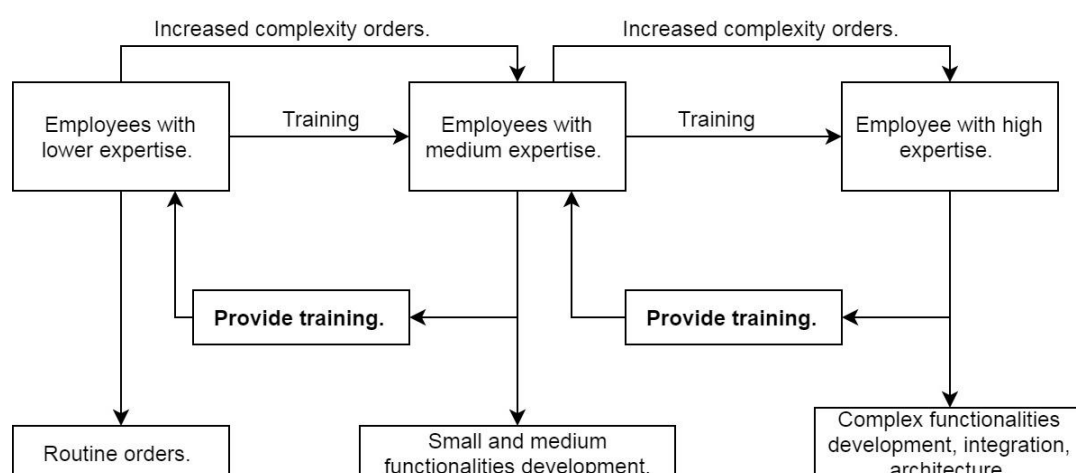 Increased complexity orders.
Increased complexity orders.
Employees with
lower expertise.
Training
Employees with
medium expertise.
Training
Employee with high
expertise.
Provide training.
Provide training.
Routine orders.
Small and medium
functionalities development.
Complex functionalities
development, integration,
architecture